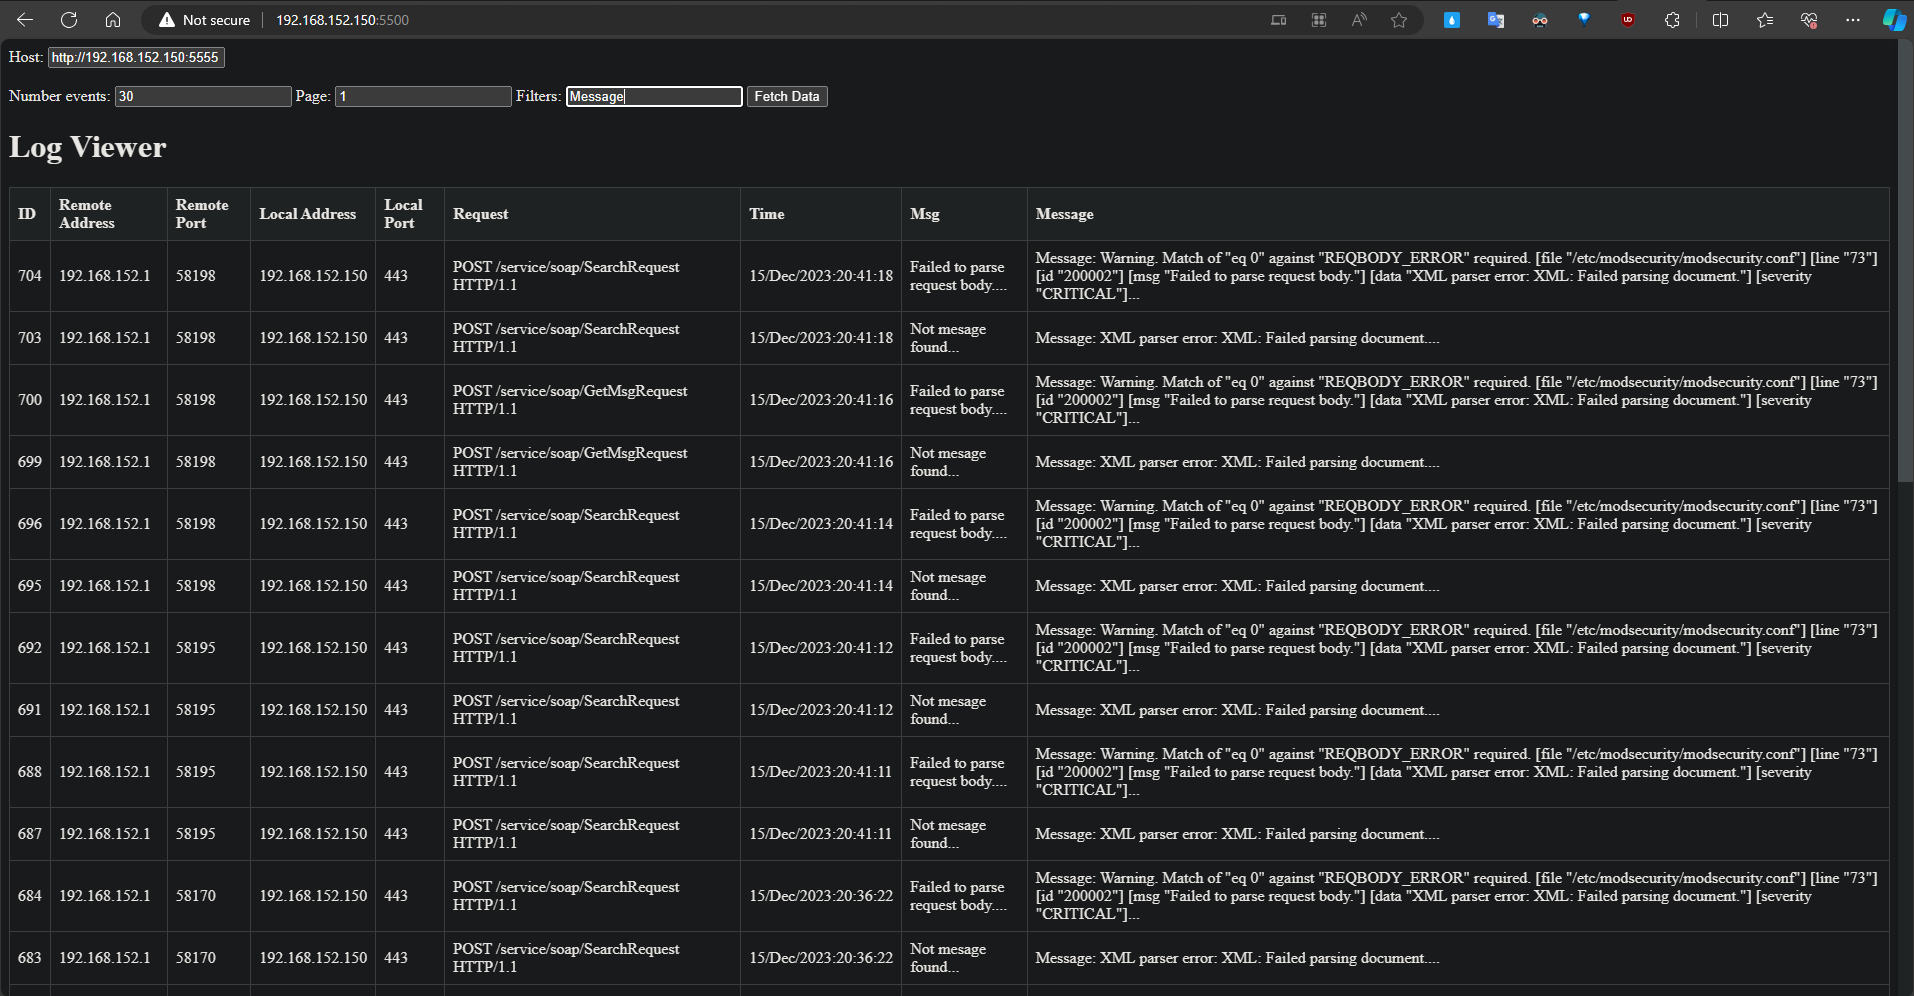 Not secure 192.168.152.150:5500
Host: http://192.168.152.150:5555
Number events: 30 Page: 1 Filters: Message Fetch Data
Log Viewer
ID Remote Address Remote Port Local Address Local Port Request Time Msg Message
704 192.168.152.1 58198 192.168.152.150 443 POST /service/soap/SearchRequest HTTP/1.1 15/Dec/2023:20:41:18 Failed to parse request body.... Message: Warning. Match of "eq 0" against "REQBODY_ERROR" required. [file "/etc/modsecurity/modsecurity.conf"] [line "73"] [id "200002"] [msg "Failed to parse request body."] [data "XML parser error: XML: Failed parsing document."] [severity "CRITICAL"]...
703 192.168.152.1 58198 192.168.152.150 443 POST /service/soap/SearchRequest HTTP/1.1 15/Dec/2023:20:41:18 Not mesage found... Message: XML parser error: XML: Failed parsing document....
700 192.168.152.1 58198 192.168.152.150 443 POST /service/soap/GetMsgRequest HTTP/1.1 15/Dec/2023:20:41:16 Failed to parse request body.... Message: Warning. Match of "eq 0" against "REQBODY_ERROR" required. [file "/etc/modsecurity/modsecurity.conf"] [line "73"] [id "200002"] [msg "Failed to parse request body."] [data "XML parser error: XML: Failed parsing document."] [severity "CRITICAL"]...
699 192.168.152.1 58198 192.168.152.150 443 POST /service/soap/GetMsgRequest HTTP/1.1 15/Dec/2023:20:41:16 Not mesage found... Message: XML parser error: XML: Failed parsing document....
696 192.168.152.1 58198 192.168.152.150 443 POST /service/soap/SearchRequest HTTP/1.1 15/Dec/2023:20:41:14 Failed to parse request body.... Message: Warning. Match of "eq 0" against "REQBODY_ERROR" required. [file "/etc/modsecurity/modsecurity.conf"] [line "73"] [id "200002"] [msg "Failed to parse request body."] [data "XML parser error: XML: Failed parsing document."] [severity "CRITICAL"]...
695 192.168.152.1 58198 192.168.152.150 443 POST /service/soap/SearchRequest HTTP/1.1 15/Dec/2023:20:41:14 Not mesage found... Message: XML parser error: XML: Failed parsing document....
692 192.168.152.1 58195 192.168.152.150 443 POST /service/soap/SearchRequest HTTP/1.1 15/Dec/2023:20:41:12 Failed to parse request body.... Message: Warning. Match of "eq 0" against "REQBODY_ERROR" required. [file "/etc/modsecurity/modsecurity.conf"] [line "73"] [id "200002"] [msg "Failed to parse request body."] [data "XML parser error: XML: Failed parsing document."] [severity "CRITICAL"]...
691 192.168.152.1 58195 192.168.152.150 443 POST /service/soap/SearchRequest HTTP/1.1 15/Dec/2023:20:41:12 Not mesage found... Message: XML parser error: XML: Failed parsing document....
688 192.168.152.1 58195 192.168.152.150 443 POST /service/soap/SearchRequest HTTP/1.1 15/Dec/2023:20:41:11 Failed to parse request body.... Message: Warning. Match of "eq 0" against "REQBODY_ERROR" required. [file "/etc/modsecurity/modsecurity.conf"] [line "73"] [id "200002"] [msg "Failed to parse request body."] [data "XML parser error: XML: Failed parsing document."] [severity "CRITICAL"]...
687 192.168.152.1 58195 192.168.152.150 443 POST /service/soap/SearchRequest HTTP/1.1 15/Dec/2023:20:41:11 Not mesage found... Message: XML parser error: XML: Failed parsing document....
684 192.168.152.1 58170 192.168.152.150 443 POST /service/soap/SearchRequest HTTP/1.1 15/Dec/2023:20:36:22 Failed to parse request body.... Message: Warning. Match of "eq 0" against "REQBODY_ERROR" required. [file "/etc/modsecurity/modsecurity.conf"] [line "73"] [id "200002"] [msg "Failed to parse request body."] [data "XML parser error: XML: Failed parsing document."] [severity "CRITICAL"]...
683 192.168.152.1 58170 192.168.152.150 443 POST /service/soap/SearchRequest HTTP/1.1 15/Dec/2023:20:36:22 Not mesage found... Message: XML parser error: XML: Failed parsing document....